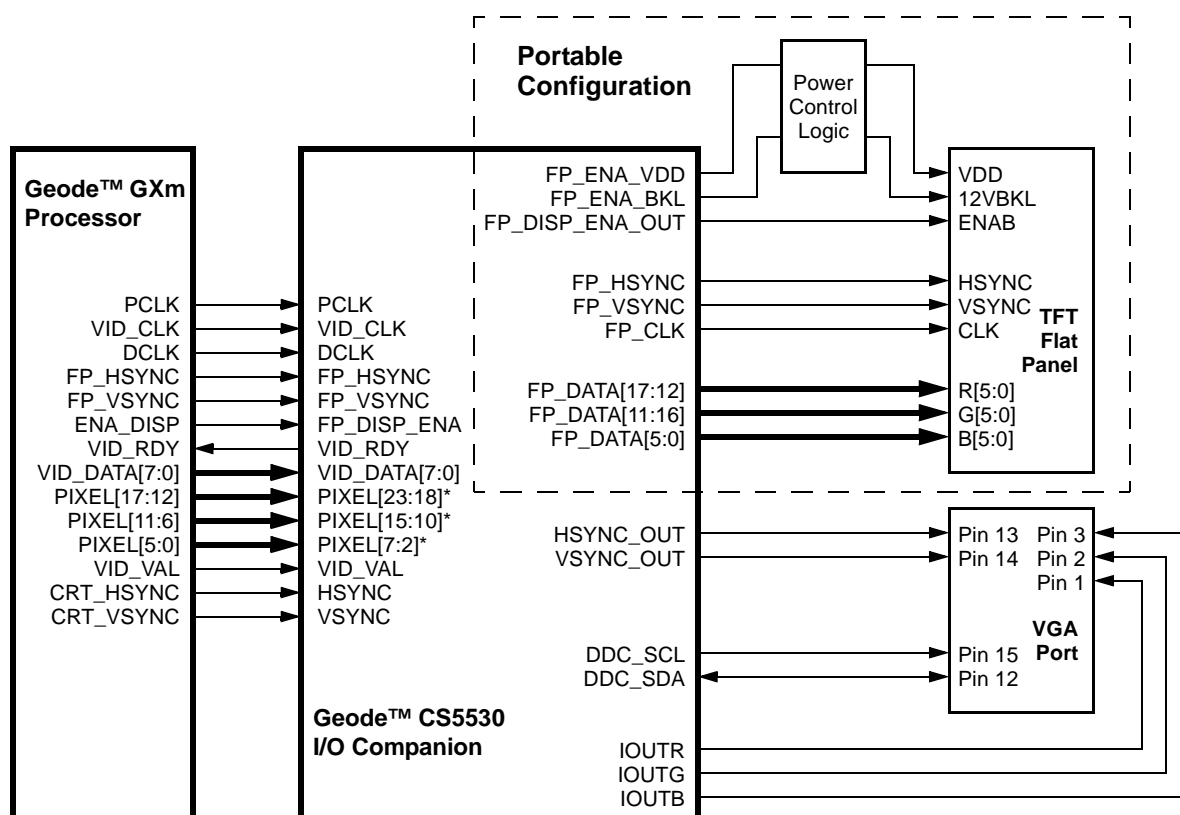 Portable
Configuration
Power
Control
Logic
Geode™ GXm
Processor
PCLK
VID_CLK
DCLK
FP_HSYNC
FP_VSYNC
ENA_DISP
VID_RDY
VID_DATA[7:0]
PIXEL[17:12]
PIXEL[11:6]
PIXEL[5:0]
VID_VAL
CRT_HSYNC
CRT_VSYNC
PCLK
VID_CLK
DCLK
FP_HSYNC
FP_VSYNC
FP_DISP_ENA
VID_RDY
VID_DATA[7:0]
PIXEL[23:18]*
PIXEL[15:10]*
PIXEL[7:2]*
VID_VAL
HSYNC
VSYNC
Geode™ CS5530
I/O Companion
FP_ENA_VDD
FP_ENA_BKL
FP_DISP_ENA_OUT
FP_HSYNC
FP_VSYNC
FP_CLK
FP_DATA[17:12]
FP_DATA[11:16]
FP_DATA[5:0]
HSYNC_OUT
VSYNC_OUT
DDC_SCL
DDC_SDA
IOUTR
IOUTG
IOUTB
VDD
12VBKL
ENAB
HSYNC
VSYNC
CLK
TFT
Flat
Panel
R[5:0]
G[5:0]
B[5:0]
Pin 13 Pin 3
Pin 14 Pin 2
Pin 1
VGA
Port
Pin 15
Pin 12